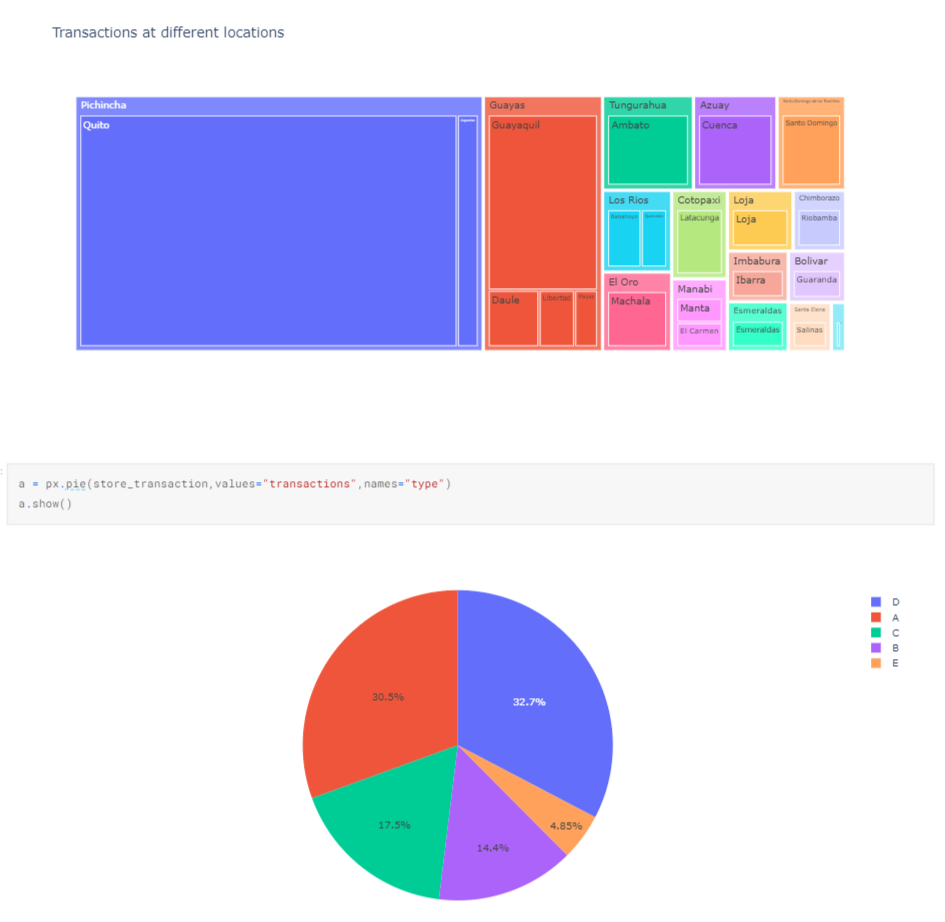 Transactions at different locations
Pichincha
Quito
Guayas
Guayaquil
Daule
Libertad
Playas
Tungurahua
Ambato
Azuay
Cuenca
Santo Domingo
Los Rios
Babahoyo
Quevedo
El Oro
Machala
Cotopaxi
Latacunga
Manabi
Manta
El Carmen
Loja
Loja
Chimborazo
Riobamba
Imbabura
Ibarra
Bolivar
Guaranda
Esmeraldas
Esmeraldas
Santa Elena
Salinas
a = px.pie(store_transaction,values="transactions",names="type")
a.show()
D
A
C
B
E
30.5%
32.7%
17.5%
14.4%
4.85%